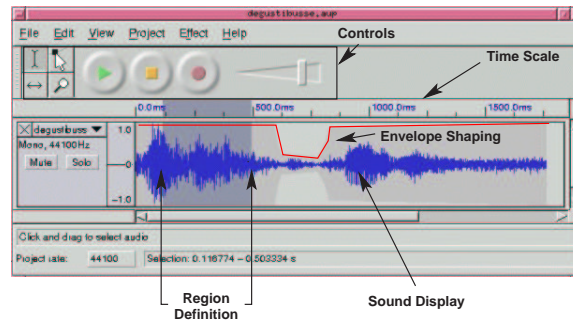 degustibusse.aup
File Edit View Project Effect Help
Controls
Time Scale
0.0ms 500.0ms 1000.0ms 1500.0ms
degustibuss
1.0
Mono, 44100Hz
Envelope Shaping
Mute Solo
0
-1.0
Click and drag to select audio
Project rate: 44100 Selection: 0.116774 - 0.503334 s
Region
Definition
Sound Display